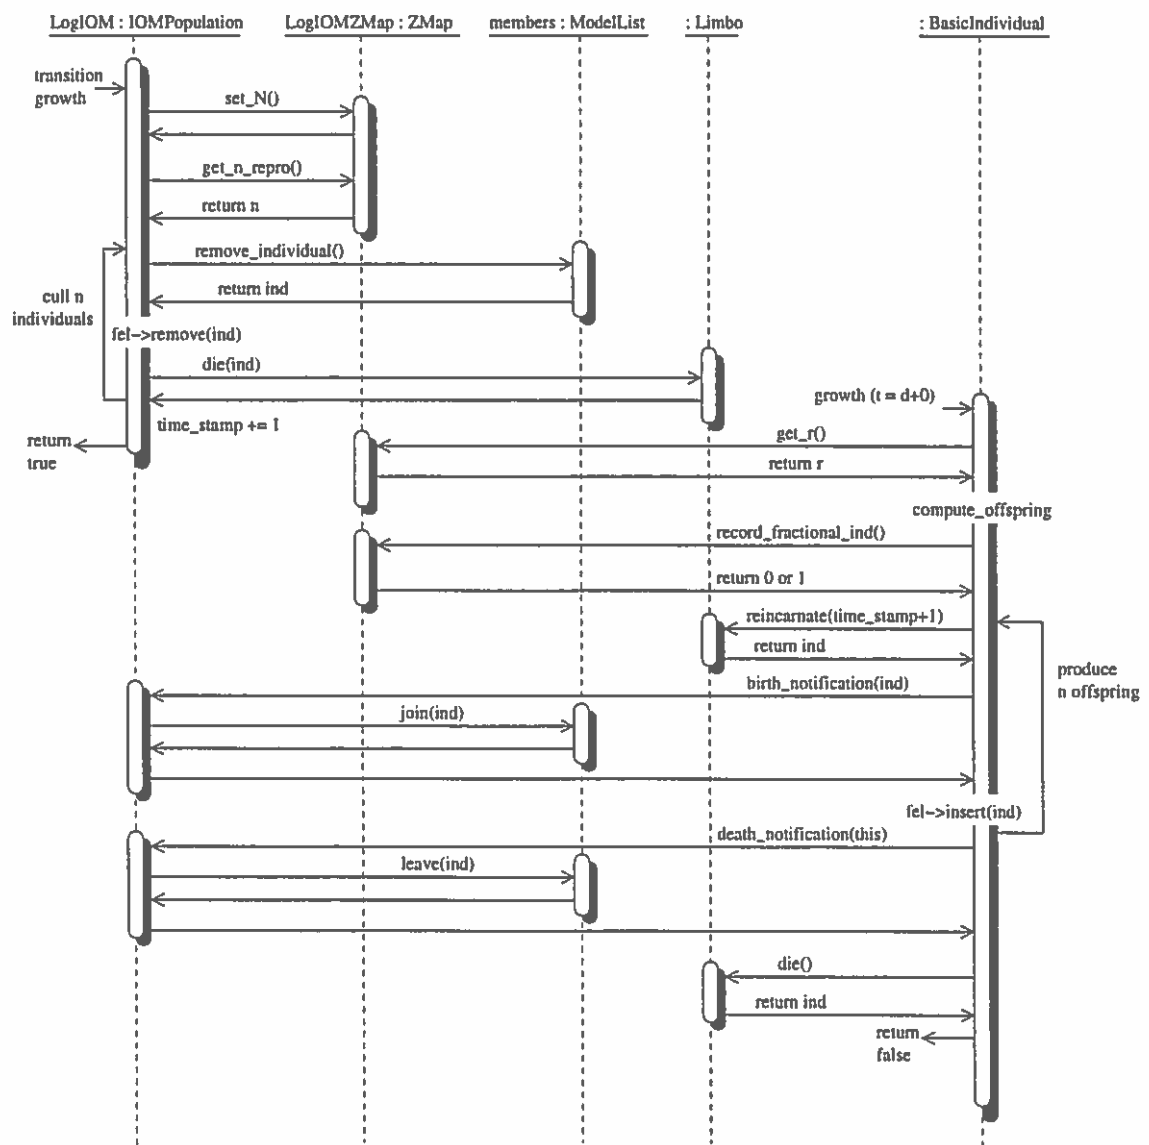 LogIOM : IOMPopulation
LogIOMZMap : ZMap
members : ModelList
: Limbo
: BasicIndividual
transition
growth
set_N()
get_n_repro()
return n
remove_individual()
return ind
cull n
individuals
fel->remove(ind)
die(ind)
growth (t = d+0)
time_stamp += 1
return
true
get_r()
return r
compute_offspring
record_fractional_ind()
return 0 or 1
reincarnate(time_stamp+1)
return ind
produce
n offspring
birth_notification(ind)
join(ind)
fel->insert(ind)
death_notification(this)
leave(ind)
die()
return ind
return
false